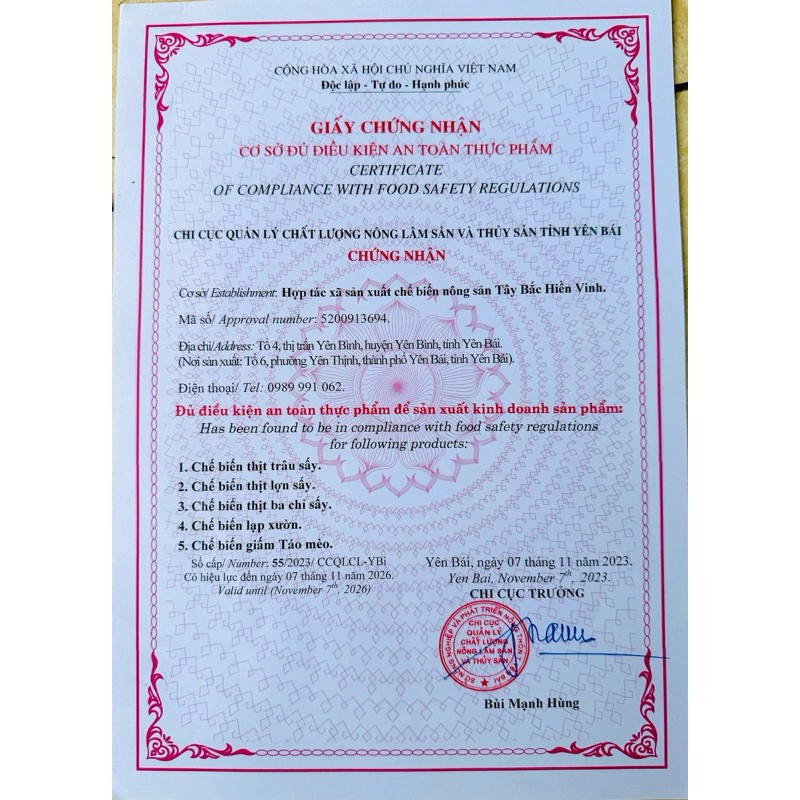 CỘNG HÒA XÃ HỘI CHỦ NGHĨA VIỆT NAM
Độc lập - Tự do - Hạnh phúc
GIẤY CHỨNG NHẬN
CƠ SỞ ĐỦ ĐIỀU KIỆN AN TOÀN THỰC PHẨM
CERTIFICATE
OF COMPLIANCE WITH FOOD SAFETY REGULATIONS
CHI CỤC QUẢN LÝ CHẤT LƯỢNG NÔNG LÂM SẢN VÀ THỦY SẢN TỈNH YÊN BÁI
CHỨNG NHẬN
Cơ sở/ Establishment: Hợp tác xã sản xuất chế biến nông sản Tây Bắc Hiền Vinh.
Mã số/ Approval number: 5200913694.
Địa chỉ/Address: Tổ 4, thị trấn Yên Bình, huyện Yên Bình, tỉnh Yên Bái.
(Nơi sản xuất: Tổ 6, phường Yên Thịnh, thành phố Yên Bái, tỉnh Yên Bái).
Điện thoại/ Tel: 0989 991 062.
Đủ điều kiện an toàn thực phẩm để sản xuất kinh doanh sản phẩm:
Has been found to be in compliance with food safety regulations
for following products:
1. Chế biến thịt trâu sấy.
2. Chế biến thịt lợn sấy.
3. Chế biến thịt ba chỉ sấy.
4. Chế biến lạp xườn.
5. Chế biến giấm Táo mèo.
Số cấp/ Number: 55/2023/ CCQLCL-YBi
Có hiệu lực đến ngày 07 tháng 11 năm 2026.
Valid until (November 7th, 2026)
Yên Bái, ngày 07 tháng 11 năm 2023.
Yen Bai, November 7th, 2023.
CHI CỤC TRƯỞNG
SỞ NÔNG NGHIỆP VÀ PHÁT TRIỂN NÔNG THÔN T. YÊN BÁI
CHI CỤC
QUẢN LÝ
CHẤT LƯỢNG
NÔNG LÂM SẢN
VÀ THỦY SẢN
Bùi Mạnh Hùng